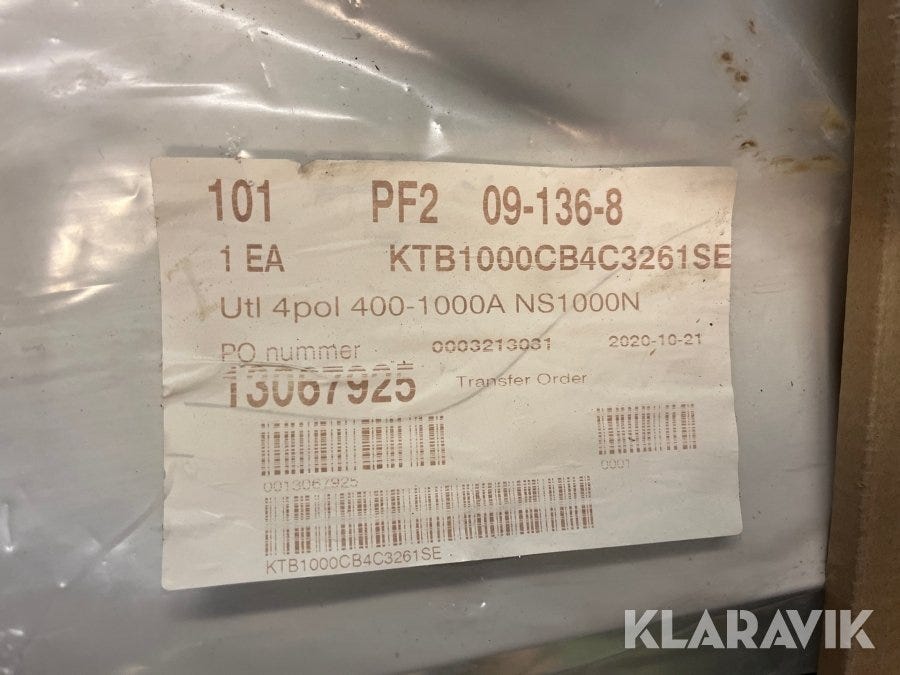 101 PF2 09-136-8
1 EA KTB1000CB4C3261SE
Utl 4pol 400-1000A NS1000N
PO nummer 0003213031 2020-10-21
13067925 Transfer Order
0013067925 0001
KTB1000CB4C3261SE
KLARAVIK